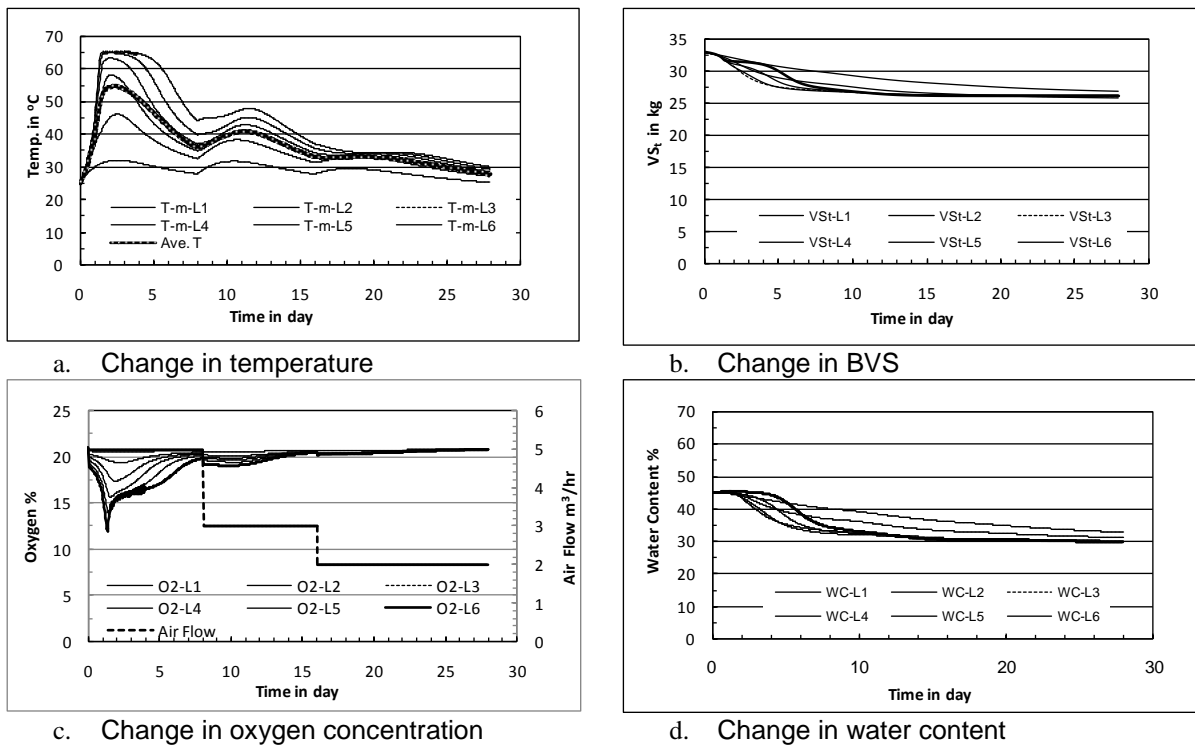 70
60
50
40
30
20
10
0
Temp. in °C
T-m-L1 T-m-L2 T-m-L3
T-m-L4 T-m-L5 T-m-L6
Ave. T
0 5 10 15 20 25 30
Time in day
a. Change in temperature
35
30
25
20
15
10
5
0
VSt in kg
VSt-L1 VSt-L2 VSt-L3
VSt-L4 VSt-L5 VSt-L6
0 5 10 15 20 25 30
Time in day
b. Change in BVS
25
20
15
10
5
0
Oxygen %
6
5
4
3
2
1
0
Air Flow m³/hr
O2-L1 O2-L2 O2-L3
O2-L4 O2-L5 O2-L6
Air Flow
0 5 10 15 20 25 30
Time in day
c. Change in oxygen concentration
70
60
50
40
30
20
10
0
Water Content %
WC-L1 WC-L2 WC-L3
WC-L4 WC-L5 WC-L6
0 10 20 30
Time in day
d. Change in water content